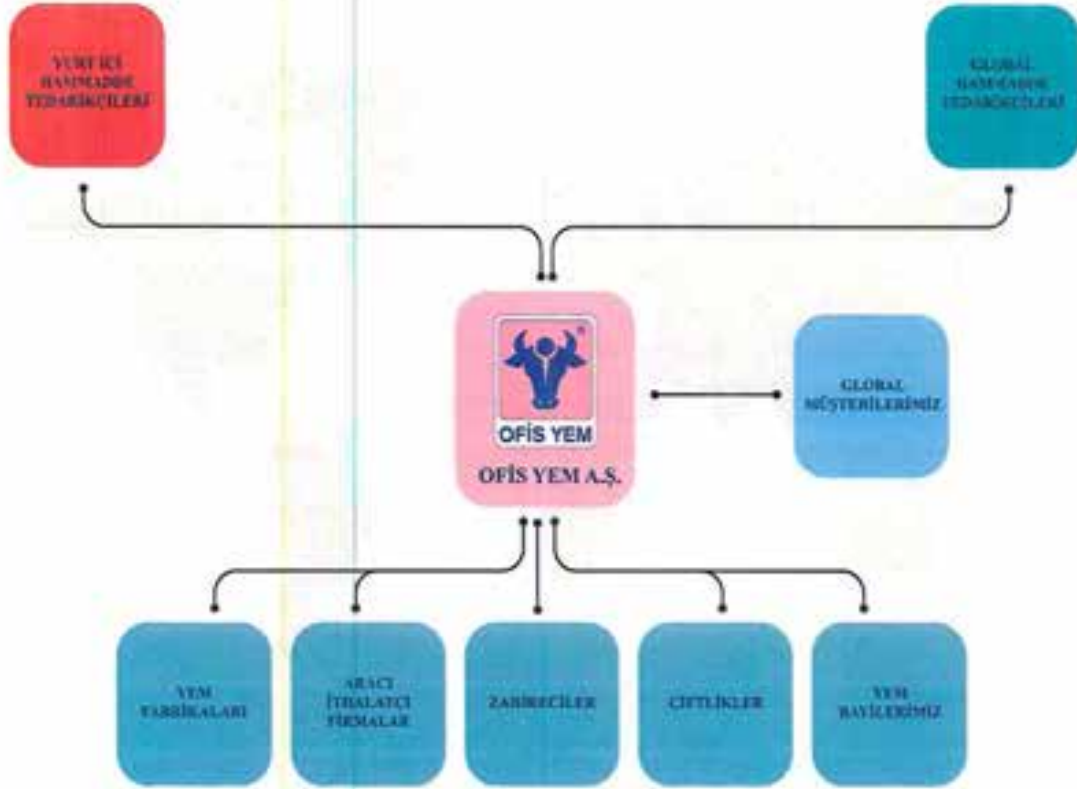 YURT İÇİ
HAMMADDE
TEDARİKÇİLERİ
GLOBAL
HAMMADDE
TEDARİKÇİLERİ
OFİS YEM
OFİS YEM A.Ş.
GLOBAL
MÜŞTERİLERİMİZ
YEM
FABRİKALARI
ARACI
İTHALATÇI
FİRMALAR
ZAHİRECİLER
ÇİFTLİKLER
YEM
BAYİLERİMİZ